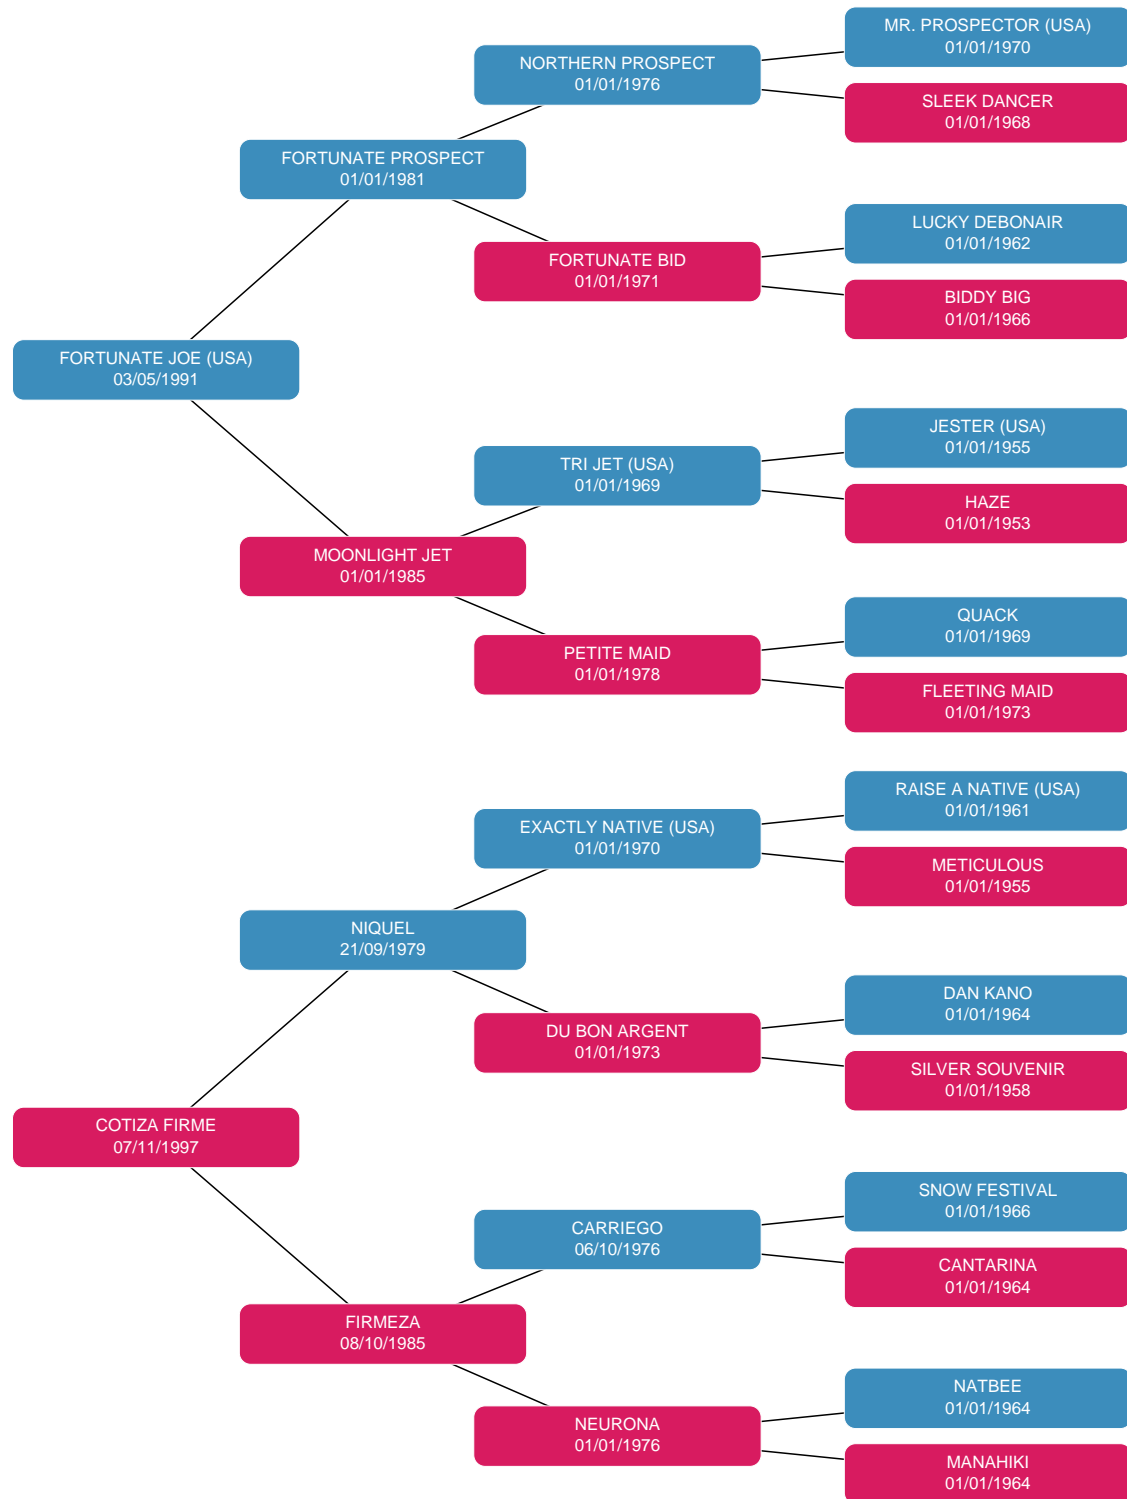 MR. PROSPECTOR (USA)
01/01/1970
NORTHERN PROSPECT
01/01/1976
SLEEK DANCER
01/01/1968
FORTUNATE PROSPECT
01/01/1981
LUCKY DEBONAIR
01/01/1962
FORTUNATE BID
01/01/1971
BIDDY BIG
01/01/1966
FORTUNATE JOE (USA)
03/05/1991
JESTER (USA)
01/01/1955
TRI JET (USA)
01/01/1969
HAZE
01/01/1953
MOONLIGHT JET
01/01/1985
QUACK
01/01/1969
PETITE MAID
01/01/1978
FLEETING MAID
01/01/1973
RAISE A NATIVE (USA)
01/01/1961
EXACTLY NATIVE (USA)
01/01/1970
METICULOUS
01/01/1955
NIQUEL
21/09/1979
DAN KANO
01/01/1964
DU BON ARGENT
01/01/1973
SILVER SOUVENIR
01/01/1958
COTIZA FIRME
07/11/1997
SNOW FESTIVAL
01/01/1966
CARRIEGO
06/10/1976
CANTARINA
01/01/1964
FIRMEZA
08/10/1985
NATBEE
01/01/1964
NEURONA
01/01/1976
MANAHIKI
01/01/1964